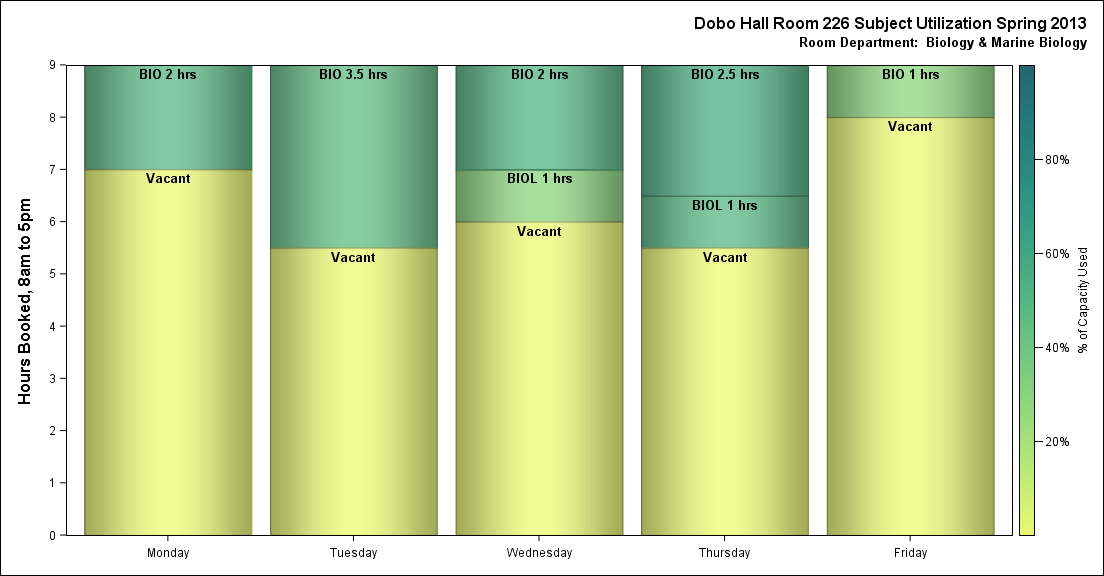 Dobo Hall Room 226 Subject Utilization Spring 2013
Room Department:  Biology & Marine Biology
Hours Booked, 8am to 5pm
9
8
7
6
5
4
3
2
1
0
BIO 2 hrs
Vacant
BIO 3.5 hrs
Vacant
BIO 2 hrs
BIOL 1 hrs
Vacant
BIO 2.5 hrs
BIOL 1 hrs
Vacant
BIO 1 hrs
Vacant
Monday
Tuesday
Wednesday
Thursday
Friday
80%
60%
40%
20%
% of Capacity Used